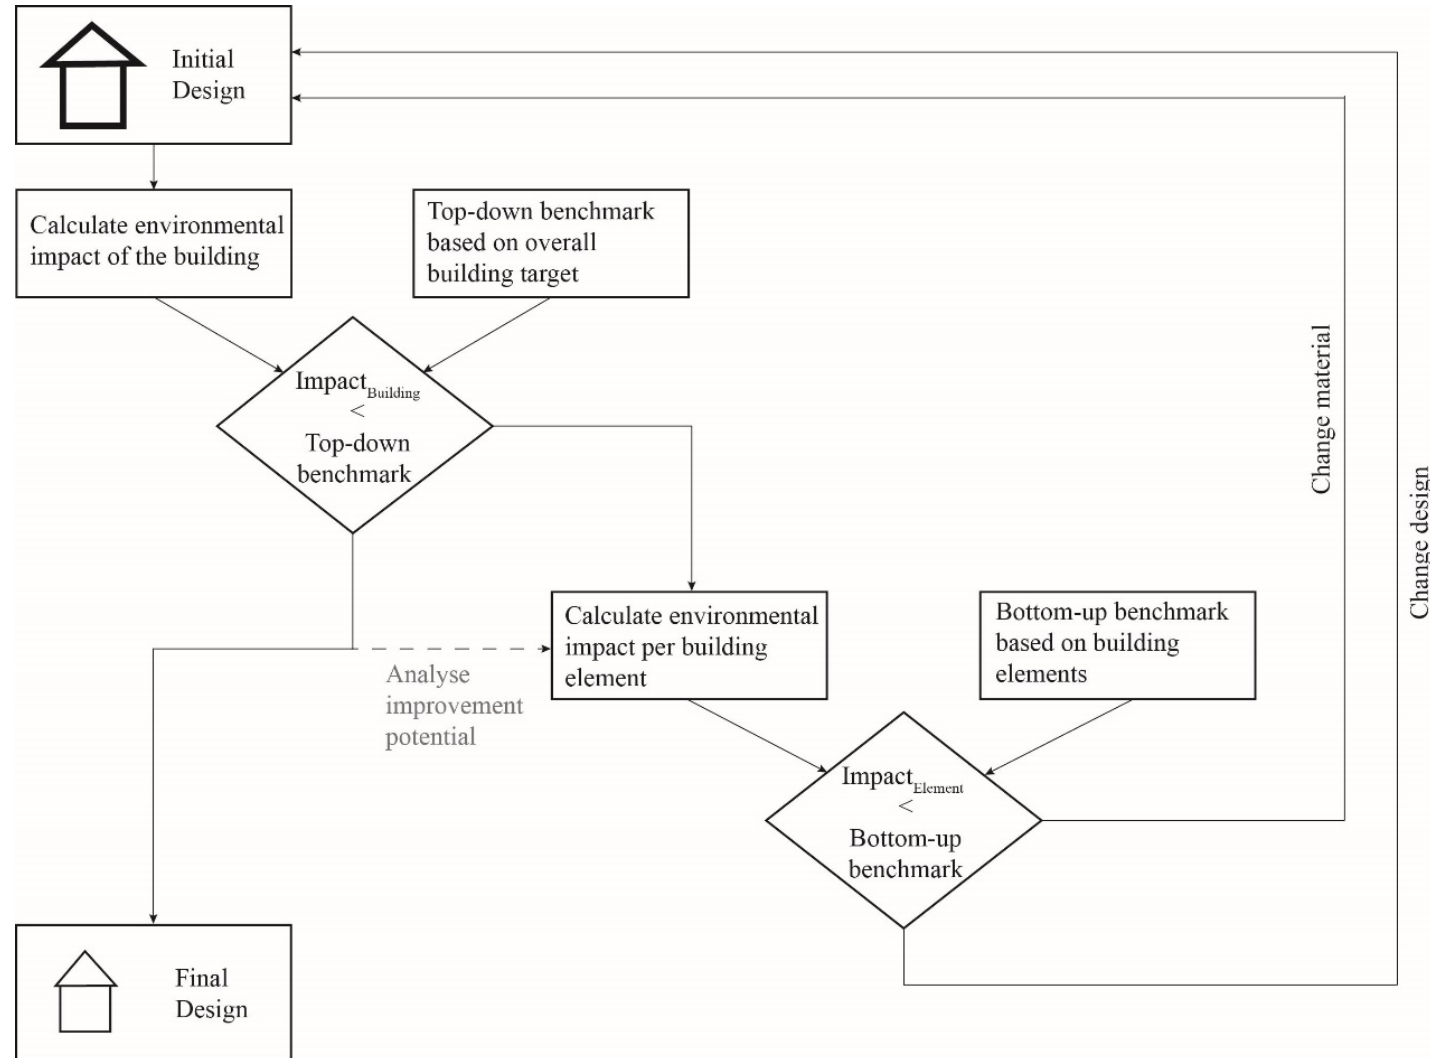 Initial
Design
Calculate environmental
impact of the building
Top-down benchmark
based on overall
building target
Impact Building
<
Top-down
benchmark
Change material
Change design
Calculate environmental
impact per building
element
Bottom-up benchmark
based on building
elements
Analyse
improvement
potential
Impact Element
<
Bottom-up
benchmark
Final
Design